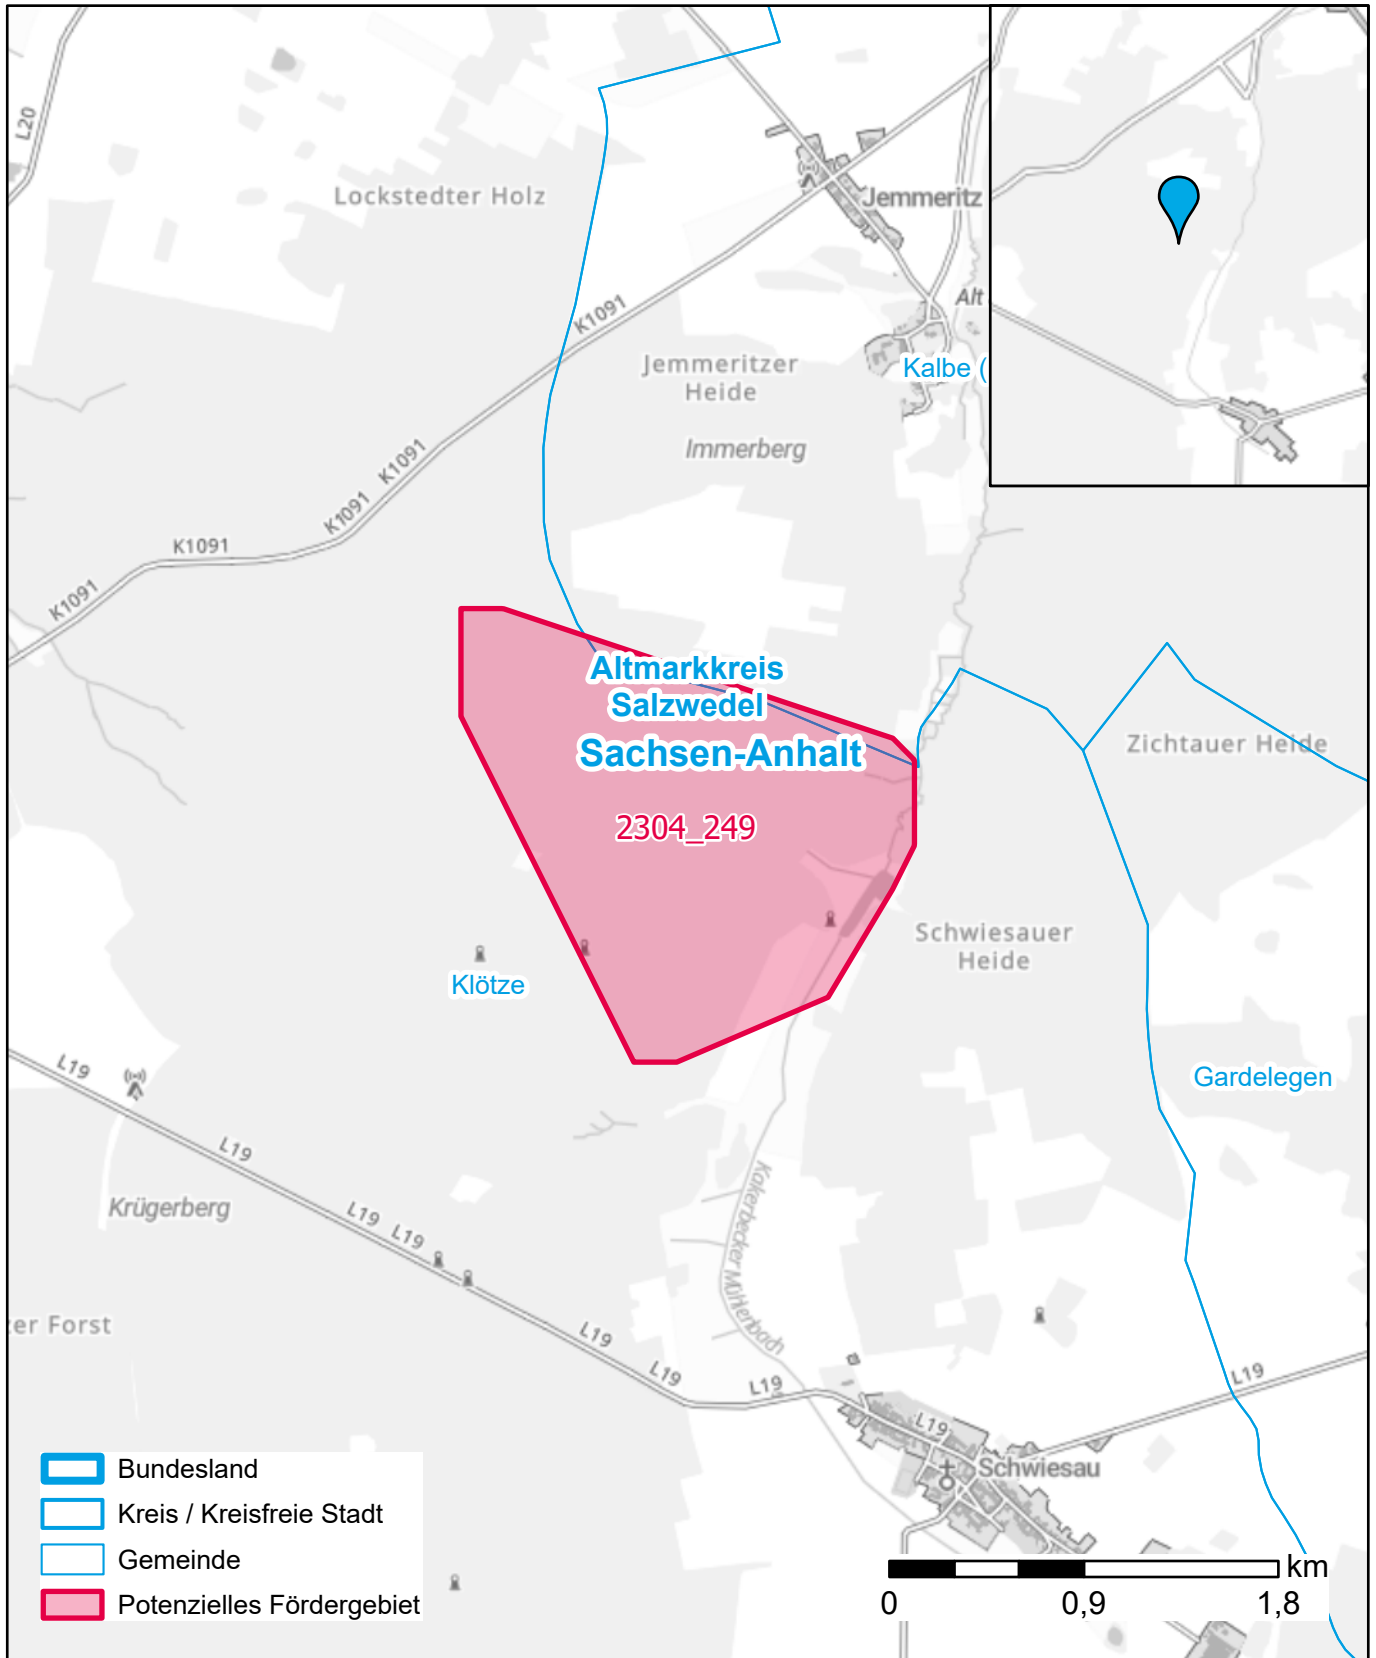 L20
Lockstedter Holz
Jemmeritz
Alt
K1091
Jemmeritzer
Heide
Kalbe (
Immerberg
K1091
K1091
K1091
K1091
Altmarkkreis
Salzwedel
Sachsen-Anhalt
Zichtauer Heide
2304_249
Schwiesauer
Heide
Klötze
L19
Gardelegen
L19
Krügerberg
L19
L19
Kakerbecker Mühlenbach
zer Forst
L19
L19
L19
L19
L19
Schwiesau
Bundesland
Kreis / Kreisfreie Stadt
Gemeinde
Potenzielles Fördergebiet
km
0 0,9 1,8